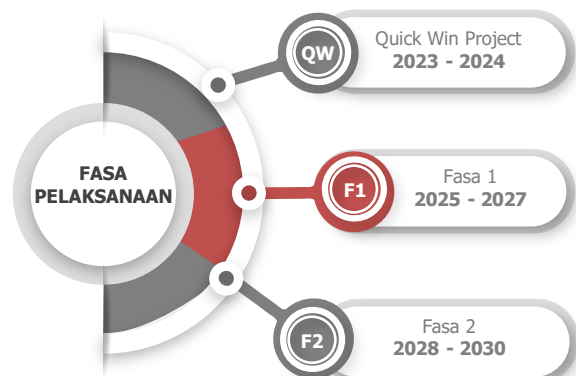 QW
Quick Win Project
2023 - 2024
FASA
PELAKSANAAN
F1
Fasa 1
2025 - 2027
F2
Fasa 2
2028 - 2030